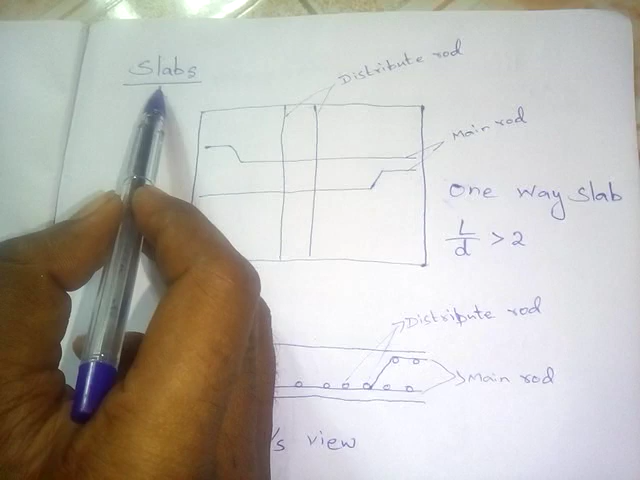 Slabs
Distribute rod
Main rod
One way slab
L/d > 2
Distribute rod
Main rod
's view